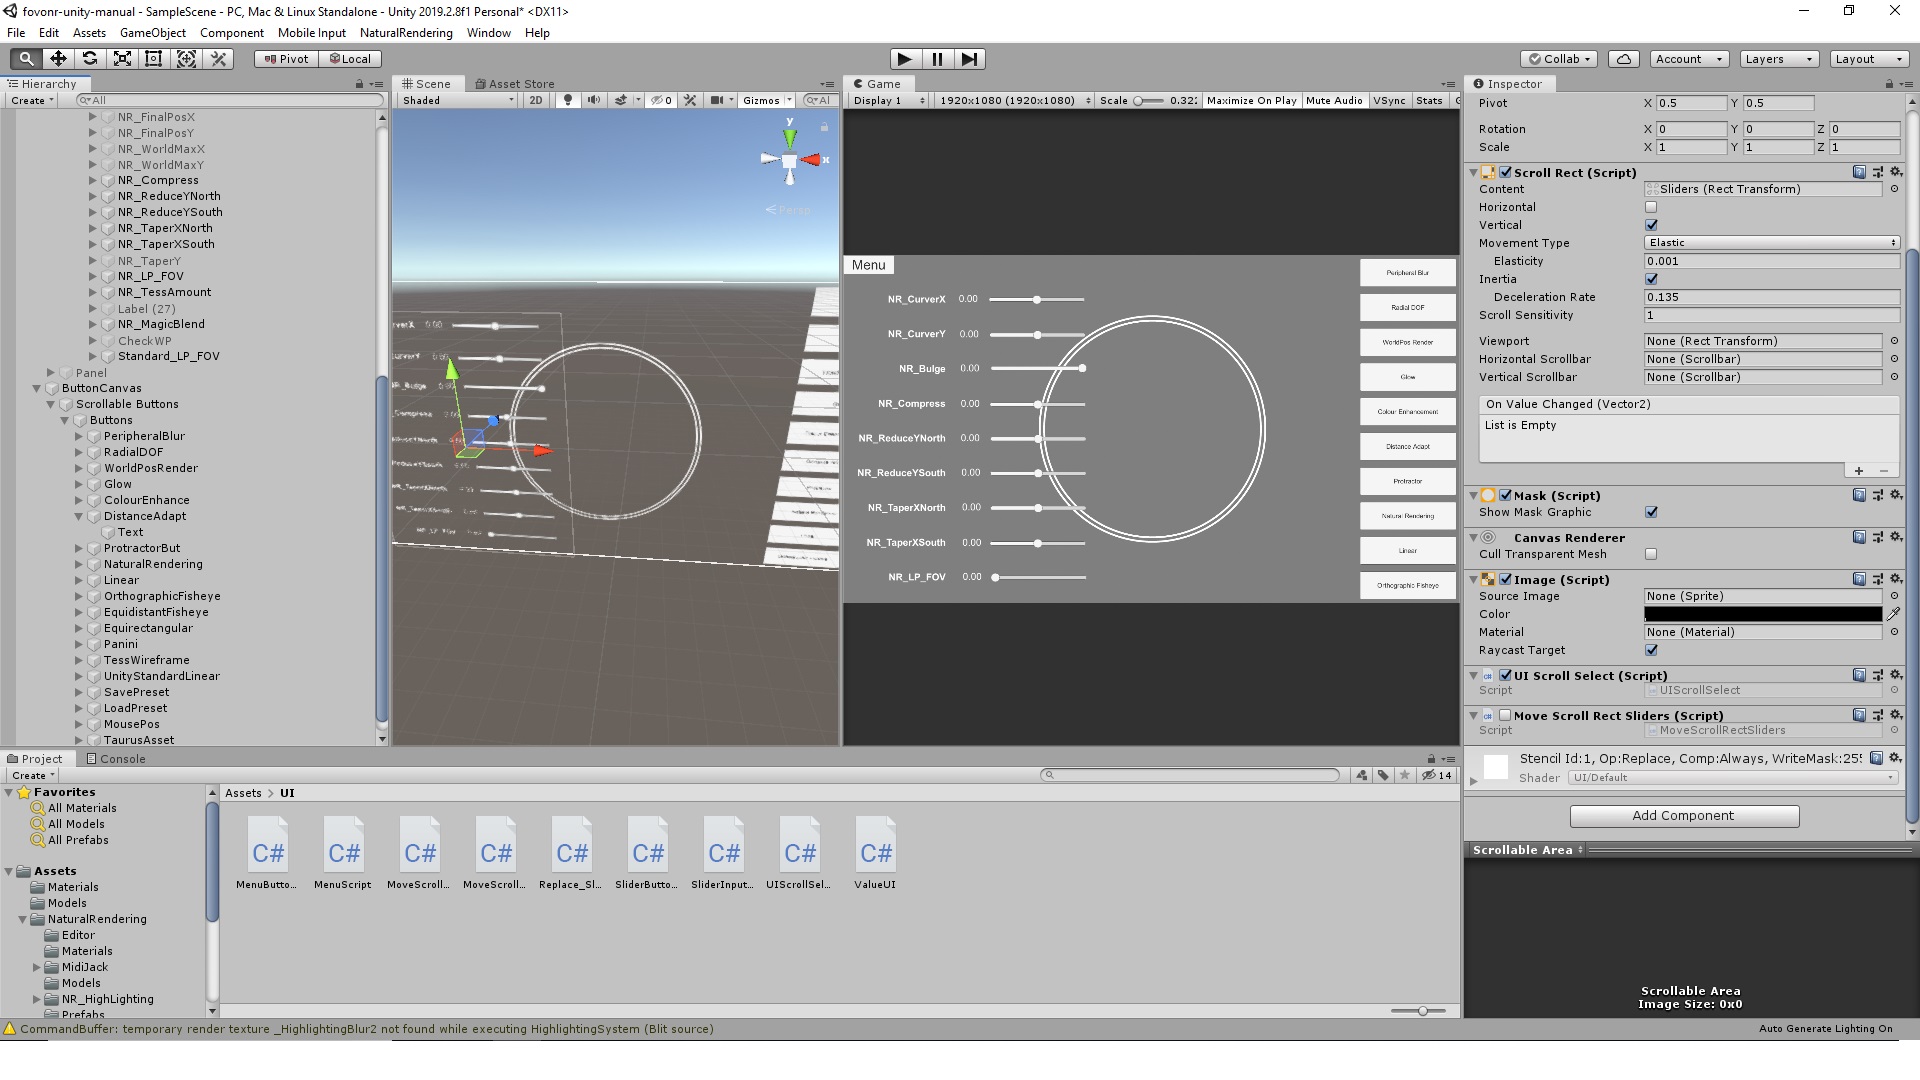 fovonr-unity-manual - SampleScene - PC, Mac & Linux Standalone - Unity 2019.2.8f1 Personal* <DX11>
File Edit Assets GameObject Component Mobile Input NaturalRendering Window Help
Pivot Local
Collab Account Layers Layout
Hierarchy
Create All
NR_FinalPosX
NR_FinalPosY
NR_WorldMaxX
NR_WorldMaxY
NR_Compress
NR_ReduceYNorth
NR_ReduceYSouth
NR_TaperXNorth
NR_TaperXSouth
NR_TaperY
NR_LP_FOV
NR_TessAmount
Label (27)
NR_MagicBlend
CheckWP
Standard_LP_FOV
Panel
ButtonCanvas
Scrollable Buttons
Buttons
PeripheralBlur
RadialDOF
WorldPosRender
Glow
ColourEnhance
DistanceAdapt
Text
ProtractorBut
NaturalRendering
Linear
OrthographicFisheye
EquidistantFisheye
Equirectangular
Panini
TessWireframe
UnityStandardLinear
SavePreset
LoadPreset
MousePos
TaurusAsset
Scene Asset Store
Shaded 2D 0 Gizmos Al
y
x
Persp
Game
Display 1 1920x1080 (1920x1080) Scale 0.32 Maximize On Play Mute Audio VSync Stats
Menu
NR_CurverX 0.00
NR_CurverY 0.00
NR_Bulge 0.00
NR_Compress 0.00
NR_ReduceYNorth 0.00
NR_ReduceYSouth 0.00
NR_TaperXNorth 0.00
NR_TaperXSouth 0.00
NR_LP_FOV 0.00
Peripheral Blur
Radial DOF
WorldPos Render
Glow
Colour Enhancement
Distance Adapt
Protractor
Natural Rendering
Linear
Orthographic Fisheye
Inspector
Pivot X 0.5 Y 0.5
Rotation X 0 Y 0 Z 0
Scale X 1 Y 1 Z 1
Scroll Rect (Script)
Content Sliders (Rect Transform)
Horizontal
Vertical
Movement Type Elastic
Elasticity 0.001
Inertia
Deceleration Rate 0.135
Scroll Sensitivity 1
Viewport None (Rect Transform)
Horizontal Scrollbar None (Scrollbar)
Vertical Scrollbar None (Scrollbar)
On Value Changed (Vector2)
List is Empty
Mask (Script)
Show Mask Graphic
Canvas Renderer
Cull Transparent Mesh
Image (Script)
Source Image None (Sprite)
Color
Material None (Material)
Raycast Target
UI Scroll Select (Script)
Script UIScrollSelect
Move Scroll Rect Sliders (Script)
Script MoveScrollRectSliders
Stencil Id:1, Op:Replace, Comp:Always, WriteMask:255
Shader UI/Default
Add Component
Scrollable Area
Scrollable Area
Image Size: 0x0
Project Console
Create 14
Favorites
All Materials
All Models
All Prefabs
Assets
Materials
Models
NaturalRendering
Editor
Materials
MidiJack
Models
NR_HighLighting
Prefabs
Assets > UI
C# C# C# C# C# C# C# C# C#
MenuButto... MenuScript MoveScroll... MoveScroll... Replace_Sl... SliderButto... SliderInput... UIScrollSel... ValueUI
CommandBuffer: temporary render texture _HighlightingBlur2 not found while executing HighlightingSystem (Blit source)
Auto Generate Lighting On